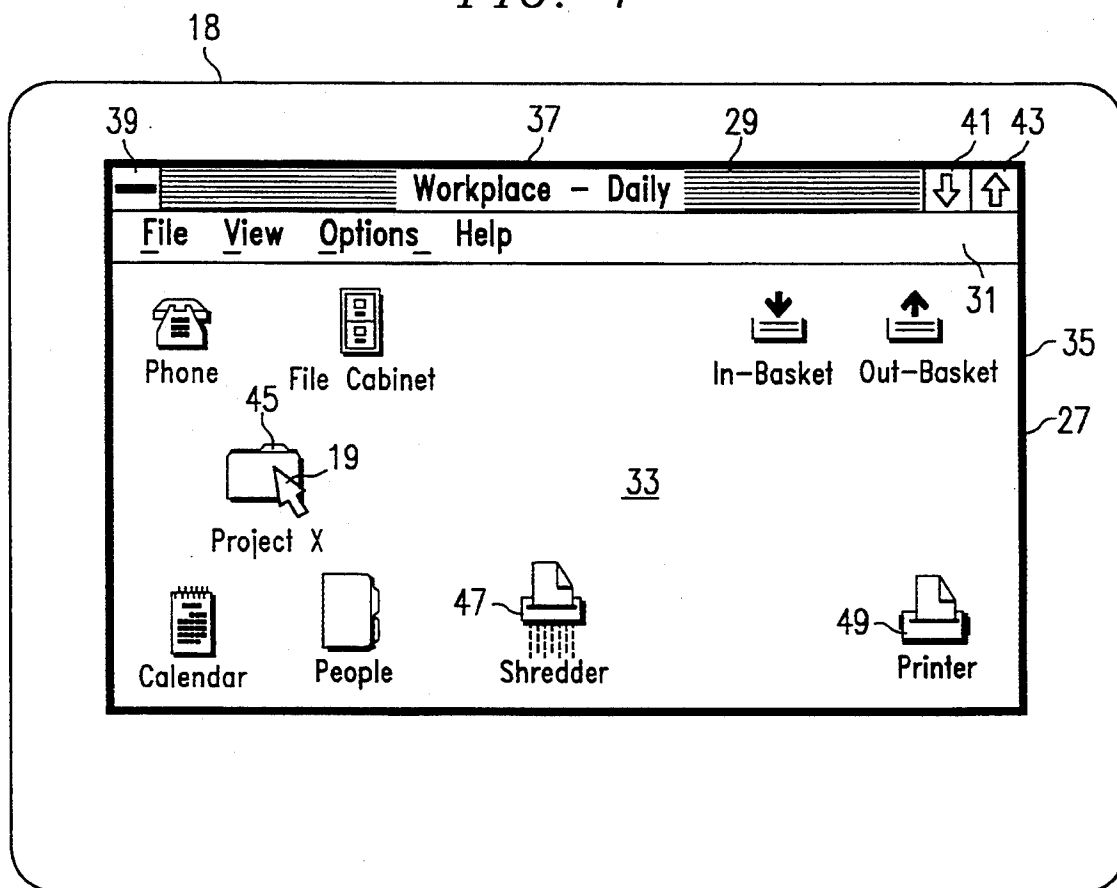 FIG.
18
39 37 29 41 43
Workplace – Daily
File View Options Help
31
Phone File Cabinet In–Basket Out–Basket
35
27
45
19
33
Project X
47 49
Calendar People Shredder Printer